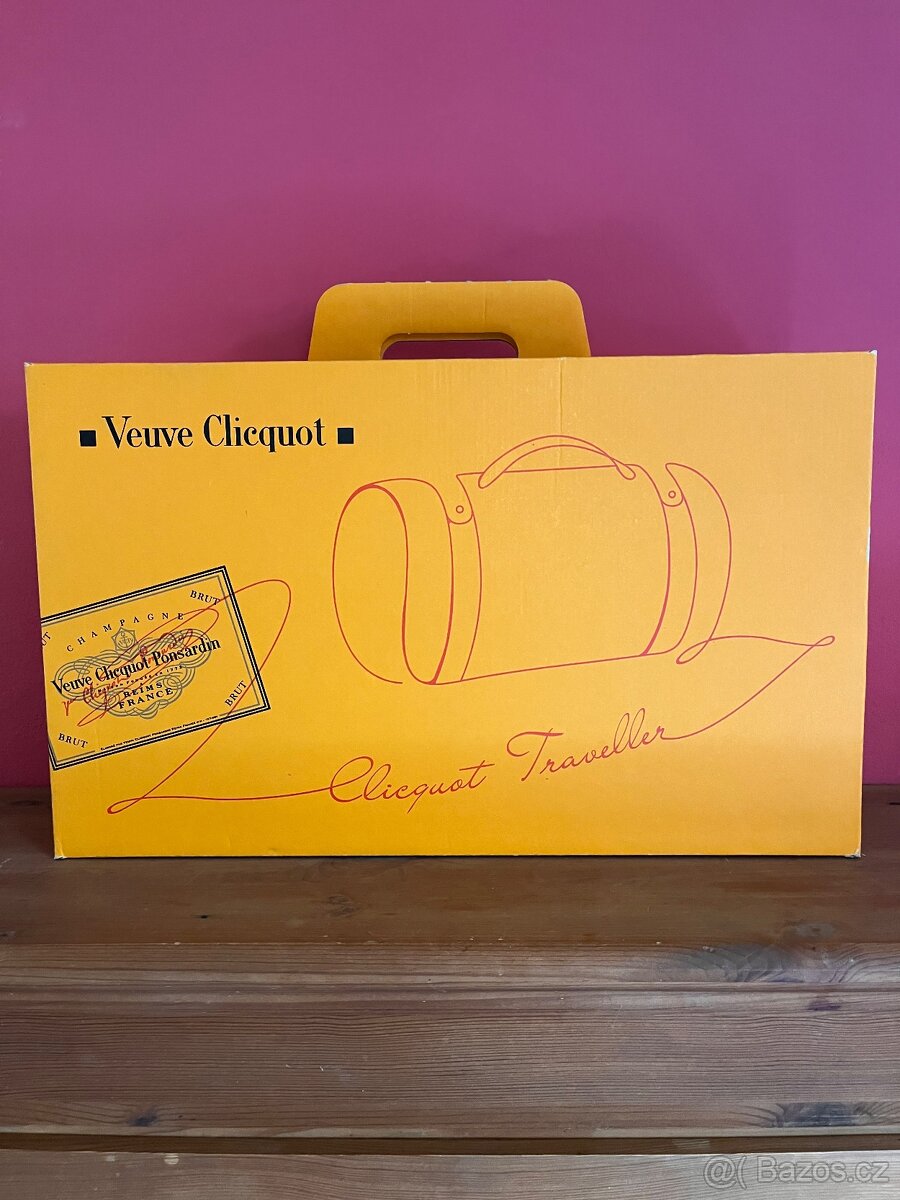 Veuve Clicquot
BRUT
CHAMPAGNE
Veuve Clicquot Ponsardin
REIMS
FRANCE
BRUT
BRUT
Clicquot Traveller
@( Bazos.cz